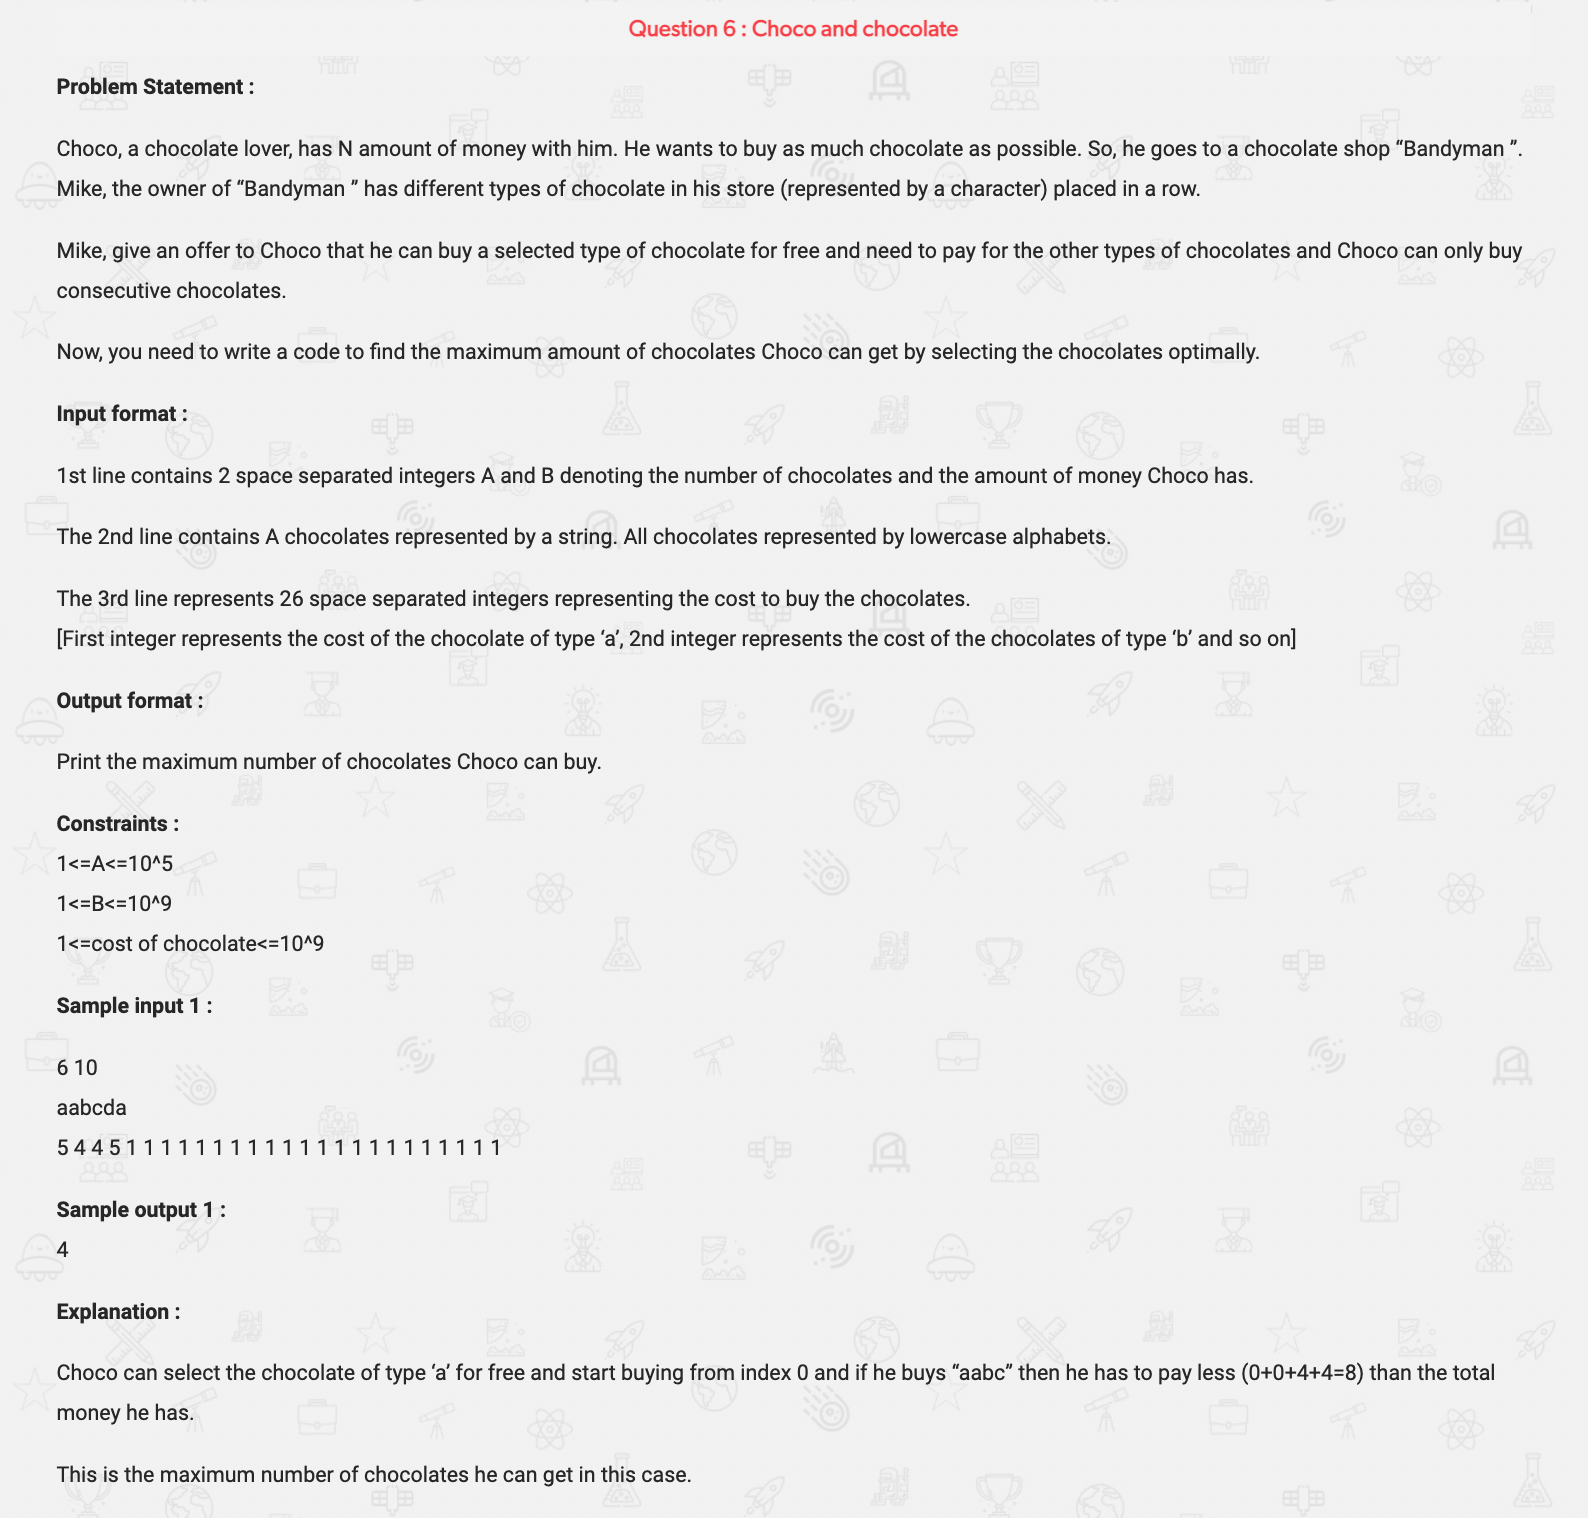 Question 6 : Choco and chocolate
Problem Statement :
Choco, a chocolate lover, has N amount of money with him. He wants to buy as much chocolate as possible. So, he goes to a chocolate shop “Bandyman ”.
Mike, the owner of “Bandyman ” has different types of chocolate in his store (represented by a character) placed in a row.
Mike, give an offer to Choco that he can buy a selected type of chocolate for free and need to pay for the other types of chocolates and Choco can only buy
consecutive chocolates.
Now, you need to write a code to find the maximum amount of chocolates Choco can get by selecting the chocolates optimally.
Input format :
1st line contains 2 space separated integers A and B denoting the number of chocolates and the amount of money Choco has.
The 2nd line contains A chocolates represented by a string. All chocolates represented by lowercase alphabets.
The 3rd line represents 26 space separated integers representing the cost to buy the chocolates.
[First integer represents the cost of the chocolate of type ‘a’, 2nd integer represents the cost of the chocolates of type ‘b’ and so on]
Output format :
Print the maximum number of chocolates Choco can buy.
Constraints :
1<=A<=10^5
1<=B<=10^9
1<=cost of chocolate<=10^9
Sample input 1 :
6 10
aabcda
5 4 4 5 1 1 1 1 1 1 1 1 1 1 1 1 1 1 1 1 1 1 1 1 1 1
Sample output 1 :
4
Explanation :
Choco can select the chocolate of type ‘a’ for free and start buying from index 0 and if he buys “aabc” then he has to pay less (0+0+4+4=8) than the total
money he has.
This is the maximum number of chocolates he can get in this case.